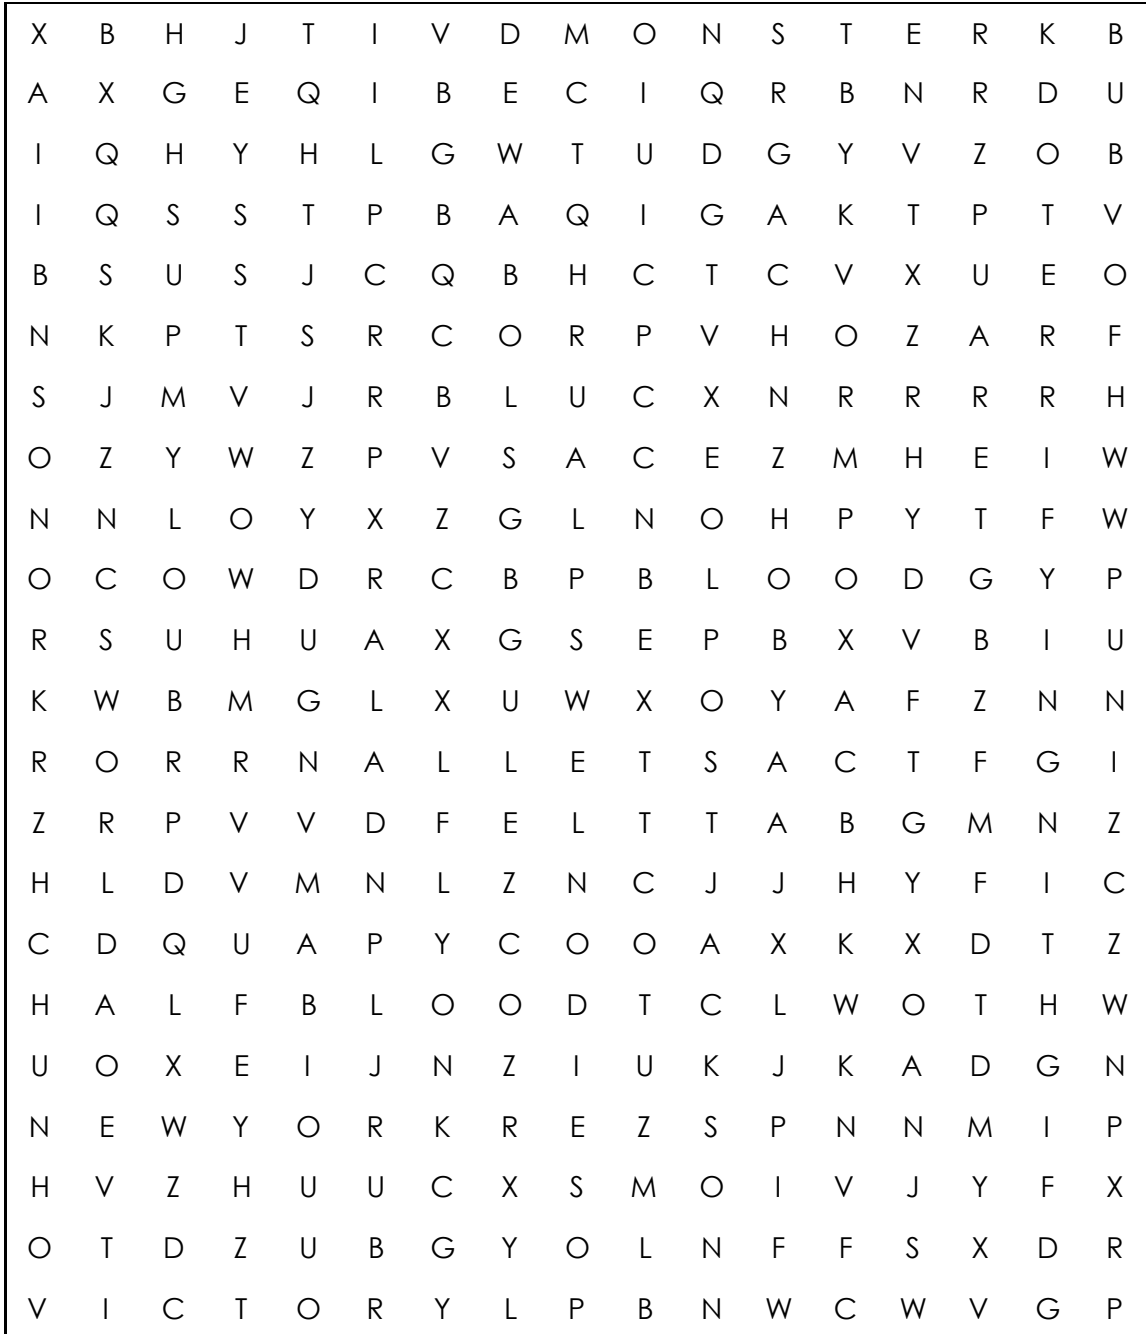 X B H J T I V D M O N S T E R K B
A X G E Q I B E C I Q R B N R D U
I Q H Y H L G W T U D G Y V Z O B
I Q S S T P B A Q I G A K T P T V
B S U S J C Q B H C T C V X U E O
N K P T S R C O R P V H O Z A R F
S J M V J R B L U C X N R R R R H
O Z Y W Z P V S A C E Z M H E I W
N N L O Y X Z G L N O H P Y T F W
O C O W D R C B P B L O O D G Y P
R S U H U A X G S E P B X V B I U
K W B M G L X U W X O Y A F Z N N
R O R R N A L L E T S A C T F G I
Z R P V V D F E L T T A B G M N Z
H L D V M N L Z N C J J H Y F I C
C D Q U A P Y C O O A X K X D T Z
H A L F B L O O D T C L W O T H W
U O X E I J N Z I U K J K A D G N
N E W Y O R K R E Z S P N N M I P
H V Z H U U C X S M O I V J Y F X
O T D Z U B G Y O L N F F S X D R
V I C T O R Y L P B N W C W V G P